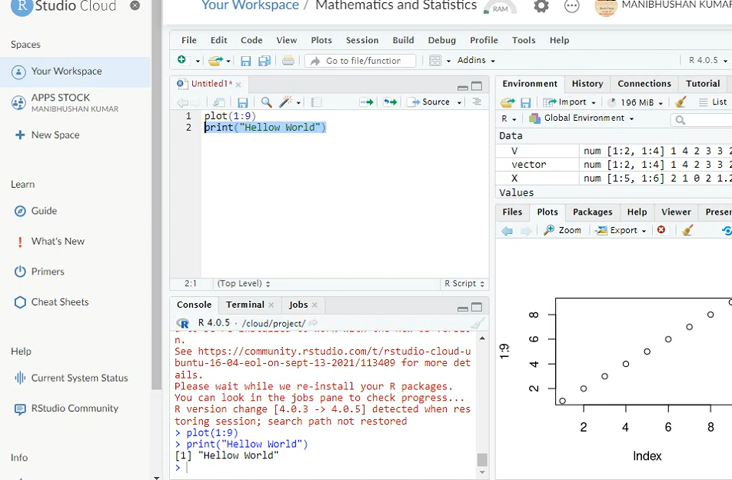 R Studio Cloud
Your Workspace / Mathematics and Statistics
RAM
MANIBHUSHAN KUMAR
Spaces
Your Workspace
APPS STOCK
MANIBHUSHAN KUMAR
New Space
Learn
Guide
What's New
Primers
Cheat Sheets
Help
Current System Status
RStudio Community
Info
File Edit Code View Plots Session Build Debug Profile Tools Help
Go to file/function
Addins
R 4.0.5
Untitled1*
Source
1 plot(1:9)
2 print("Hellow World")
2:1 (Top Level) R Script
Console Terminal Jobs
R 4.0.5 · /cloud/project/
n.
See https://community.rstudio.com/t/rstudio-cloud-u
buntu-16-04-eol-on-sept-13-2021/113409 for more det
ails.
Please wait while we re-install your R packages.
You can look in the jobs pane to check progress...
R version change [4.0.3 -> 4.0.5] detected when res
toring session; search path not restored
> plot(1:9)
> print("Hellow World")
[1] "Hellow World"
>
Environment History Connections Tutorial
Import 196 MiB List
R Global Environment
Data
V num [1:2, 1:4] 1 4 2 3 3 2
vector num [1:2, 1:4] 1 4 2 3 3 2
X num [1:5, 1:6] 2 1 0 2 1.2
Values
Files Plots Packages Help Viewer Presen
Zoom Export
1:9
8
6
4
2
2 4 6 8
Index